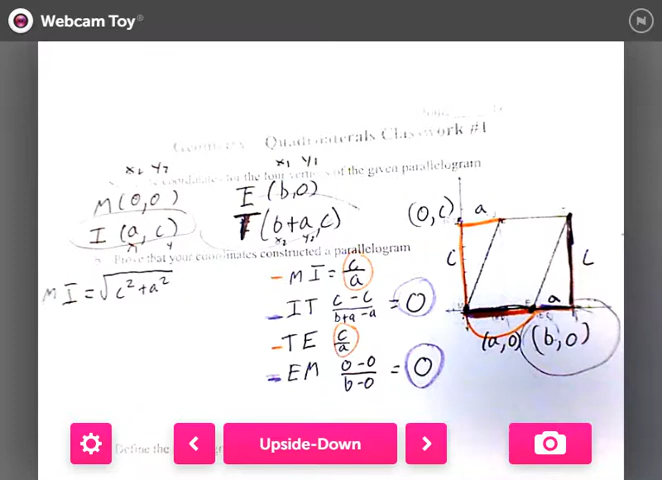 Webcam Toy®
Geometry Quadrilaterals Classwork #1
x₂ y₂
x₁ y₁
coordinates for the four vertices of the given parallelogram
M (0,0)
E (b,0)
I (a, c)
T (b+a, c)
x₁ y₁
x₂ y₂
b. Prove that your coordinates constructed a parallelogram
MI = √c² + a²
- MI = c/a
- IT c-c/b+a-a = 0
- TE c/a
- EM 0-0/b-0 = 0
(0, c)
a
c
c
a
(a, 0) (b, 0)
Define the
Upside-Down